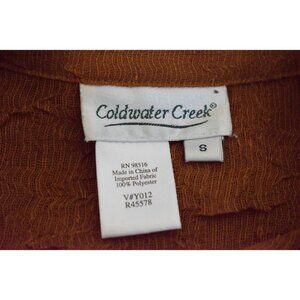 Coldwater Creek®
S
RN 98516
Made in China of
Imported Fabric
100% Polyester
V#Y012
R45578